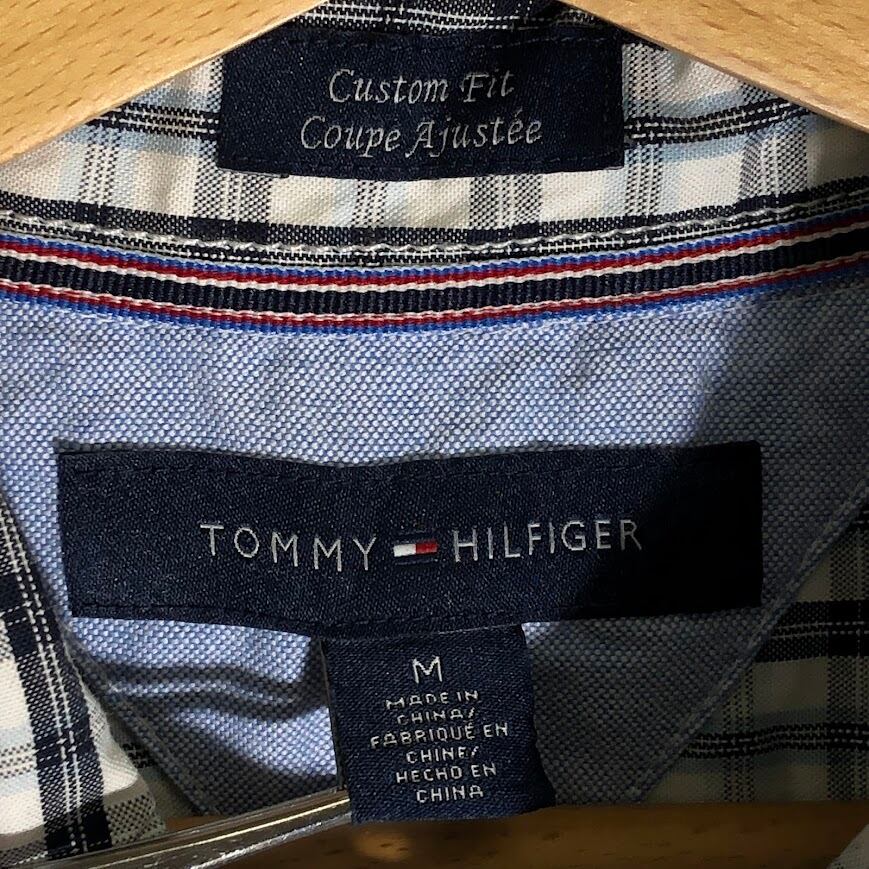 Custom Fit
Coupe Ajustée
TOMMY HILFIGER
M
MADE IN
CHINA/
FABRIQUÉ EN
CHINE/
HECHO EN
CHINA